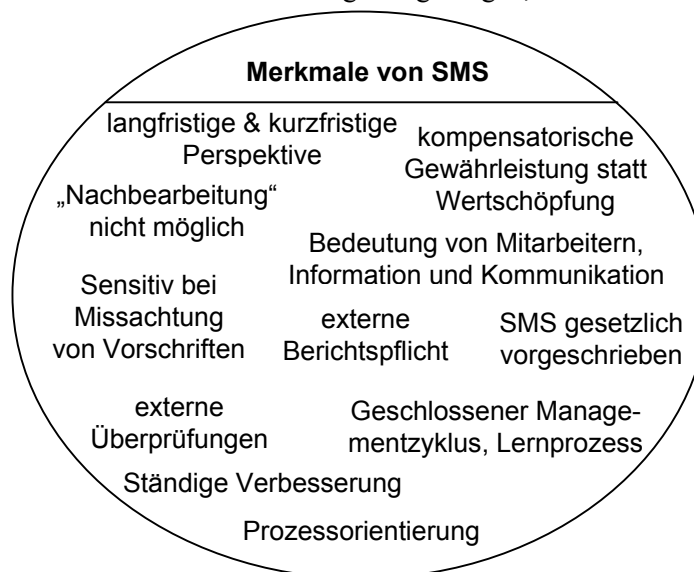 Merkmale von SMS
langfristige & kurzfristige
Perspektive
kompensatorische
Gewährleistung statt
Wertschöpfung
„Nachbearbeitung“
nicht möglich
Bedeutung von Mitarbeitern,
Information und Kommunikation
Sensitiv bei
Missachtung
von Vorschriften
externe
Berichtspflicht
SMS gesetzlich
vorgeschrieben
externe
Überprüfungen
Geschlossener Manage-
mentzyklus, Lernprozess
Ständige Verbesserung
Prozessorientierung